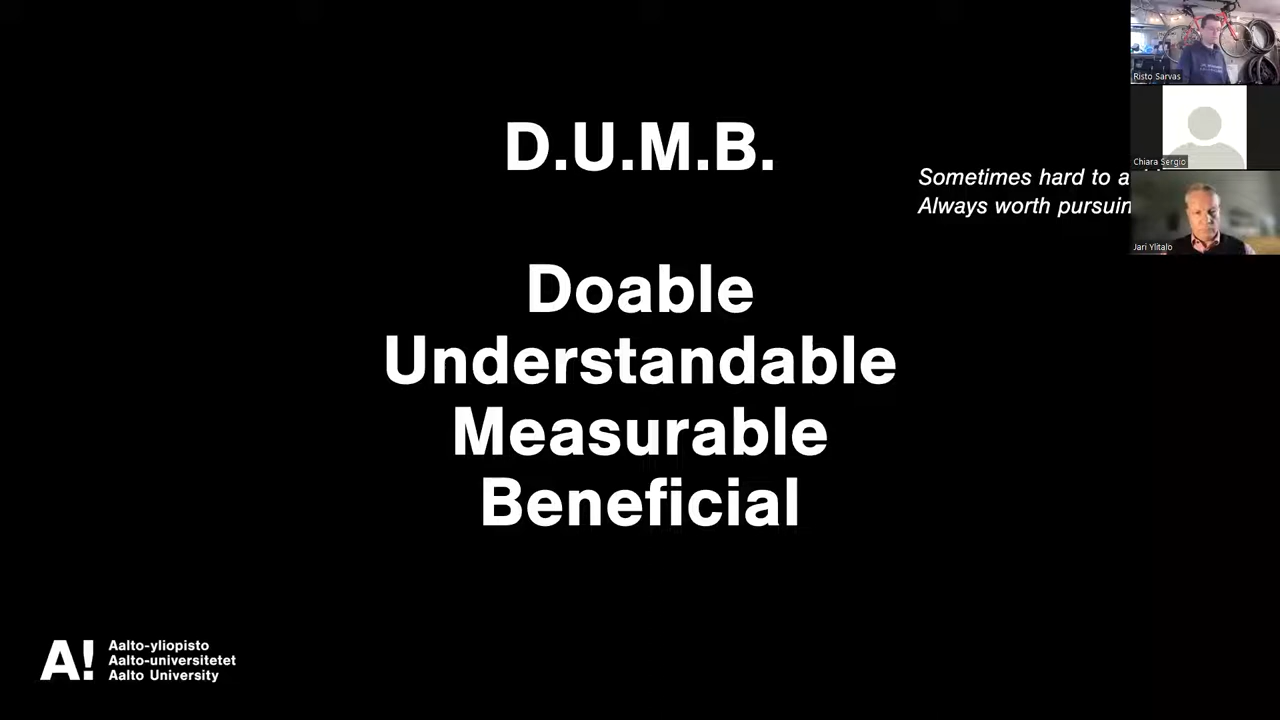 D.U.M.B.
Sometimes hard to
Always worth pursuin
Doable
Understandable
Measurable
Beneficial
Risto Sarvas
Chiara Sergio
Jari Ylitalo
A!
Aalto-yliopisto
Aalto-universitetet
Aalto University